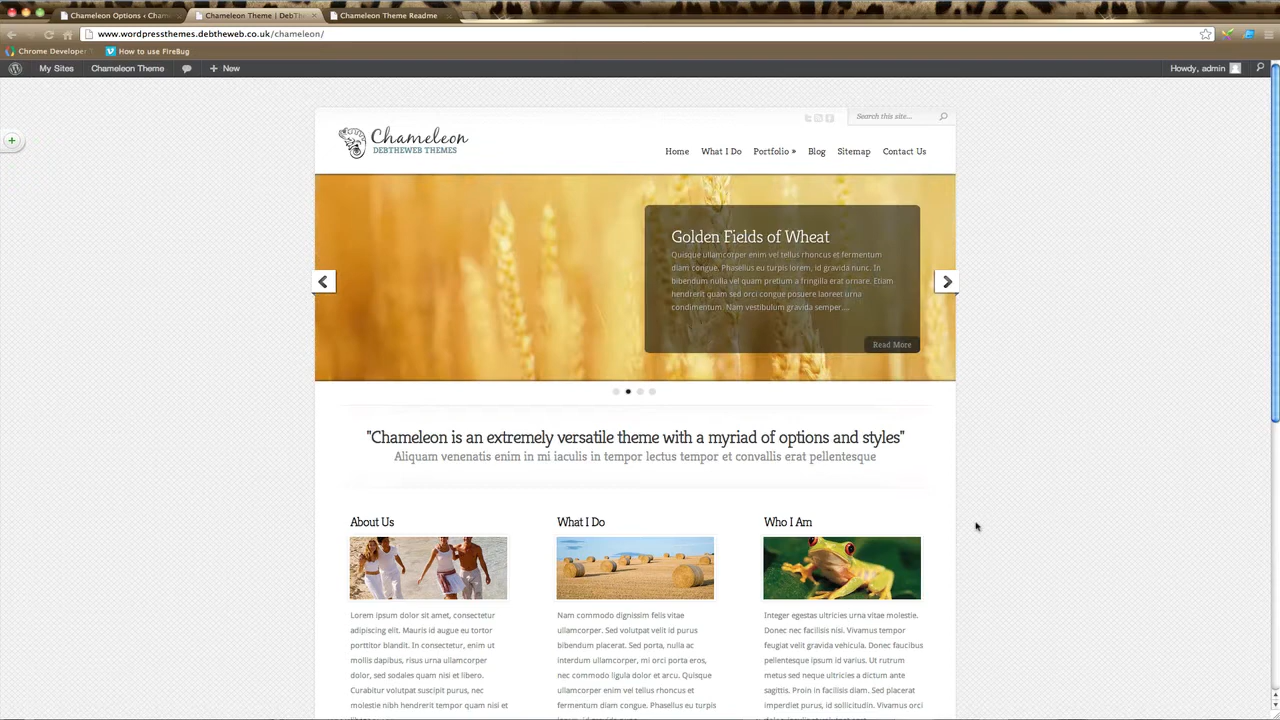 Chameleon Options ‹ Cham
Chameleon Theme | DebTh
Chameleon Theme Readme
www.wordpressthemes.debtheweb.co.uk/chameleon/
Chrome Developer
How to use FireBug
My Sites
Chameleon Theme
New
Howdy, admin
Search this site...
Chameleon
DEBTHEWEB THEMES
Home
What I Do
Portfolio »
Blog
Sitemap
Contact Us
Golden Fields of Wheat
Quisque ullamcorper enim vel tellus rhoncus et fermentum
diam congue. Phasellus eu turpis lorem, id gravida nunc. In
bibendum nulla vel quam pretium a fringilla erat ornare. Etiam
hendrerit quam sed orci congue posuere laoreet urna
condimentum. Nam vestibulum gravida semper....
Read More
"Chameleon is an extremely versatile theme with a myriad of options and styles"
Aliquam venenatis enim in mi iaculis in tempor lectus tempor et convallis erat pellentesque
About Us
Lorem ipsum dolor sit amet, consectetur
adipiscing elit. Mauris id augue eu tortor
porttitor blandit. In consectetur, enim ut
mollis dapibus, risus urna ullamcorper
dolor, sed sodales quam nisi et libero.
Curabitur volutpat suscipit purus, nec
molestie nibh hendrerit tempor quam nisi et
What I Do
Nam commodo dignissim felis vitae
ullamcorper. Sed volutpat velit id purus
bibendum placerat. Sed porta, nulla ac
interdum ullamcorper, mi orci porta eros,
nec commodo ligula dolor et arcu. Quisque
ullamcorper enim vel tellus rhoncus et
fermentum diam congue. Phasellus eu turpis
Who I Am
Integer egestas ultricies urna vitae molestie.
Donec nec facilisis nisi. Vivamus tempor
feugiat velit gravida vehicula. Donec faucibus
pellentesque ipsum id varius. Ut rutrum
metus sed neque ultricies a dictum ante
sagittis. Proin in facilisis diam. Sed placerat
imperdiet purus, id sollicitudin. Vivamus orci